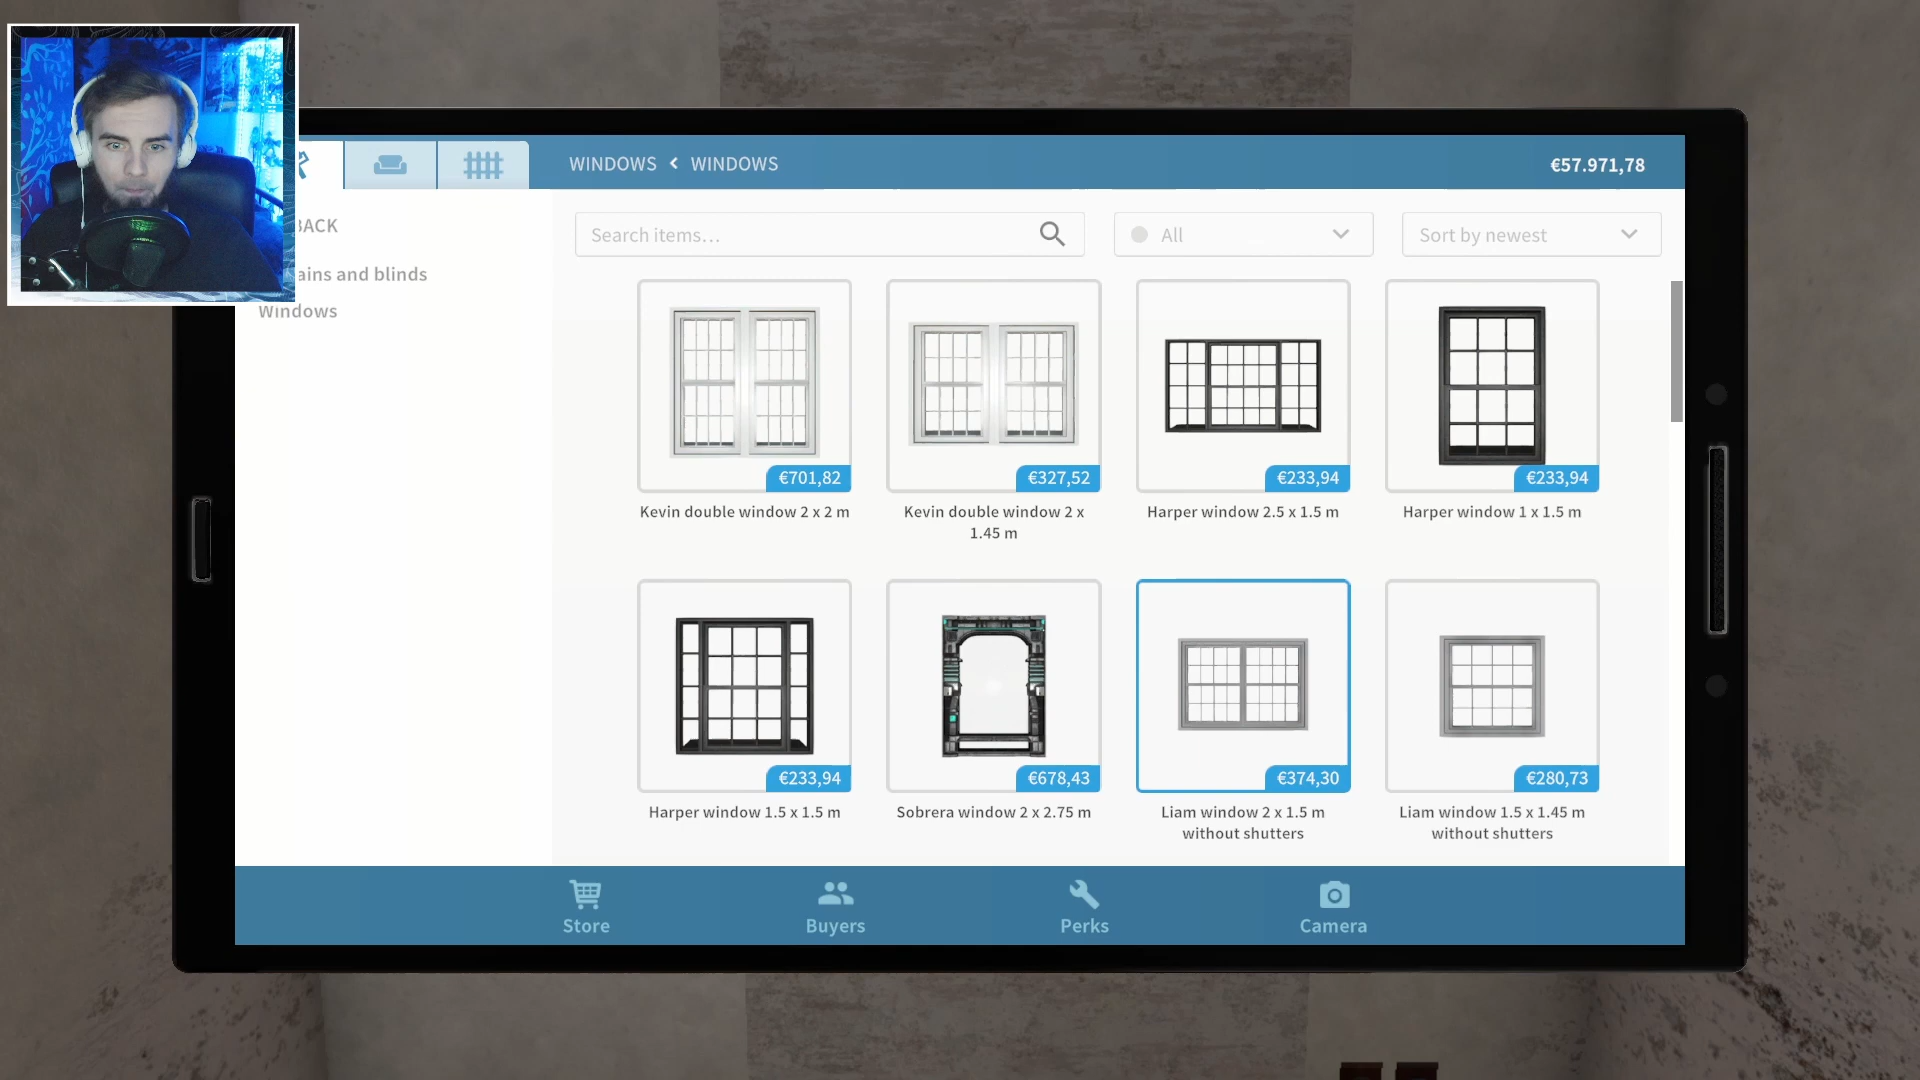 WINDOWS < WINDOWS
€57.971,78
BACK
ains and blinds
Windows
Search items...
All
Sort by newest
€701,82
€327,52
€233,94
€233,94
Kevin double window 2 x 2 m
Kevin double window 2 x
1.45 m
Harper window 2.5 x 1.5 m
Harper window 1 x 1.5 m
€233,94
€678,43
€374,30
€280,73
Harper window 1.5 x 1.5 m
Sobrera window 2 x 2.75 m
Liam window 2 x 1.5 m
without shutters
Liam window 1.5 x 1.45 m
without shutters
Store
Buyers
Perks
Camera